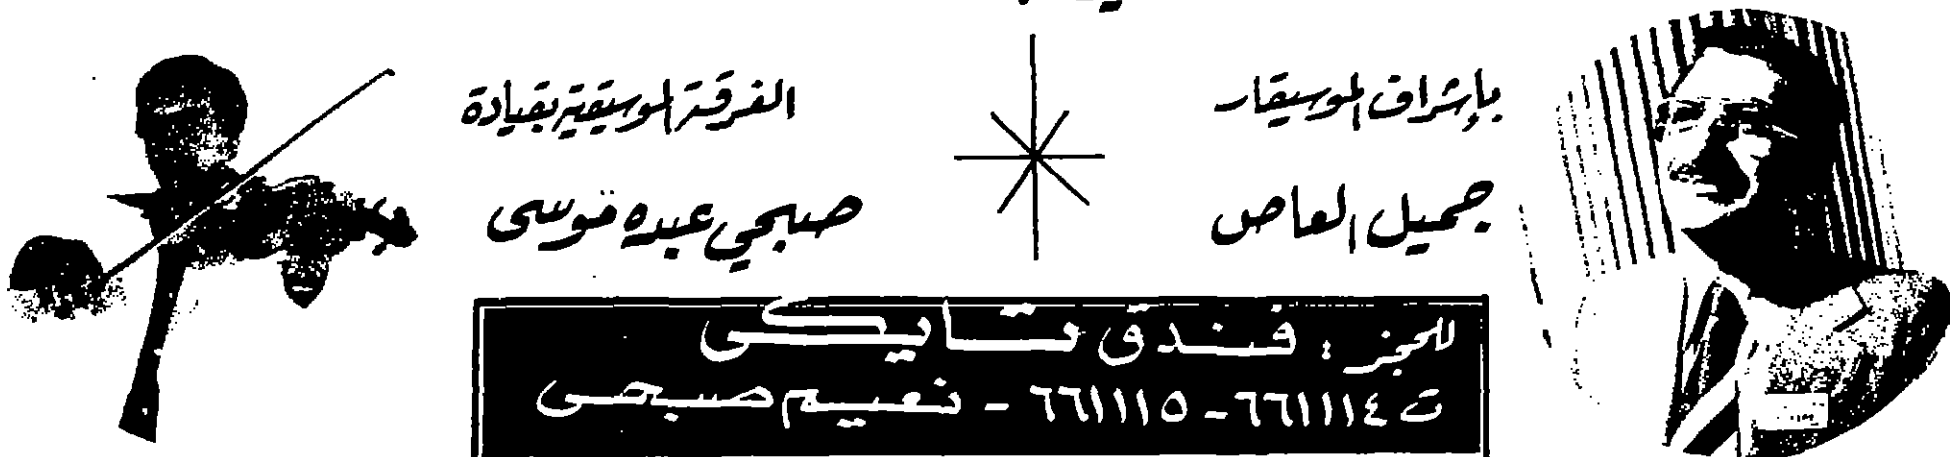 بإشراف الموسيقار
جميل العاص
الفرقة الموسيقية بقيادة
صبحي عبده موسى
للحجز : فندق تايكي
ت ٦٦١١١٤ - ٦٦١١١٥ - نعيم صبحي